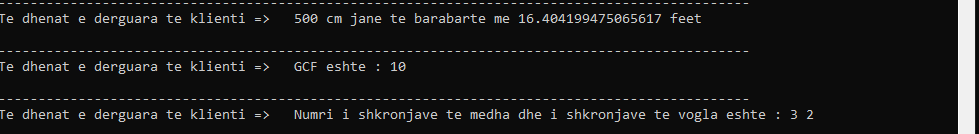 Te dhenat e derguara te klienti =>   500 cm jane te barabarte me 16.404199475065617 feet
Te dhenat e derguara te klienti =>   GCF eshte : 10
Te dhenat e derguara te klienti =>   Numri i shkronjave te medha dhe i shkronjave te vogla eshte : 3 2